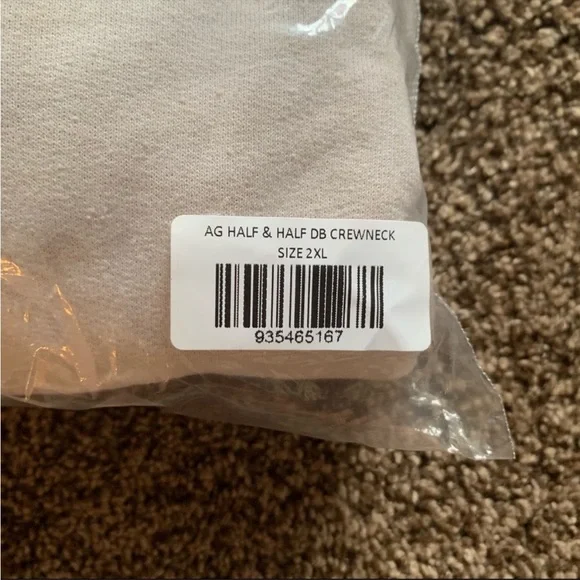 AG HALF & HALF DB CREWNECK
SIZE 2XL
935465167